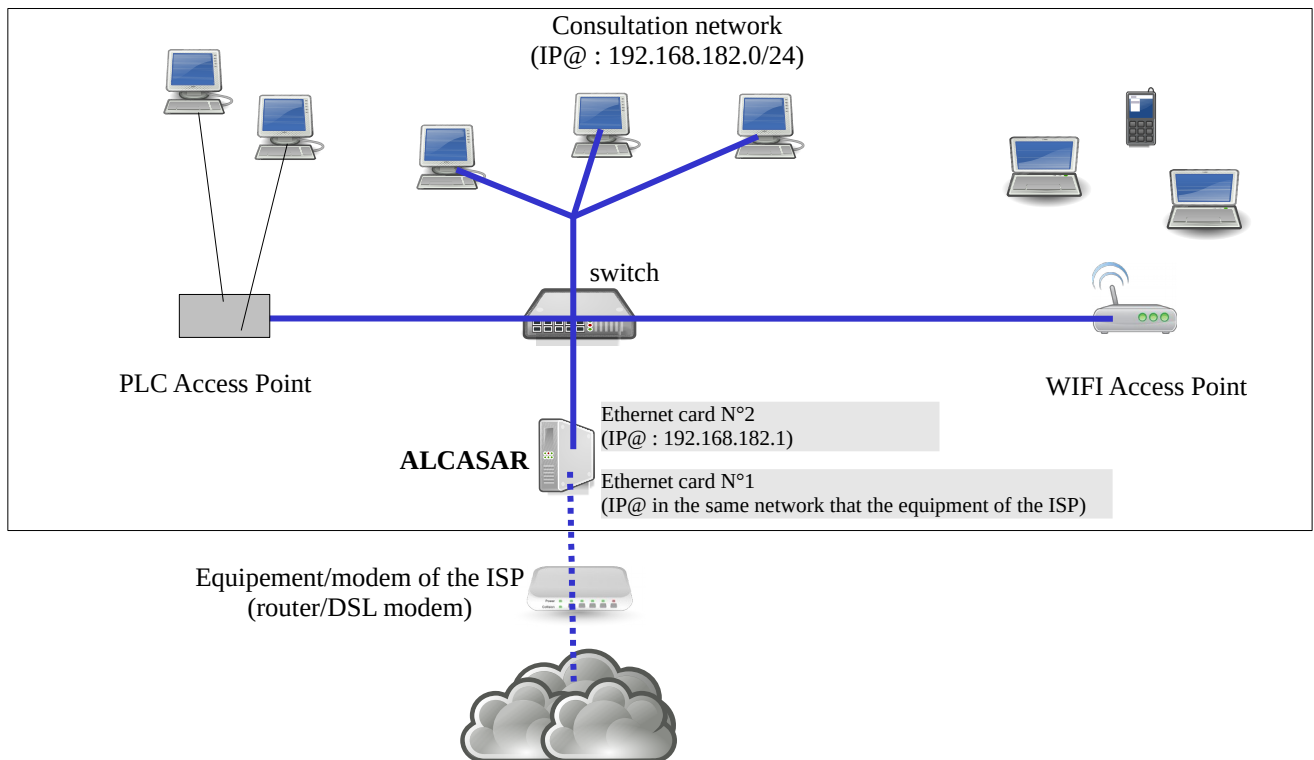 Consultation network
(IP@ : 192.168.182.0/24)
switch
PLC Access Point
WIFI Access Point
Ethernet card N°2
(IP@ : 192.168.182.1)
ALCASAR
Ethernet card N°1
(IP@ in the same network that the equipment of the ISP)
Equipement/modem of the ISP
(router/DSL modem)
Power
Collision